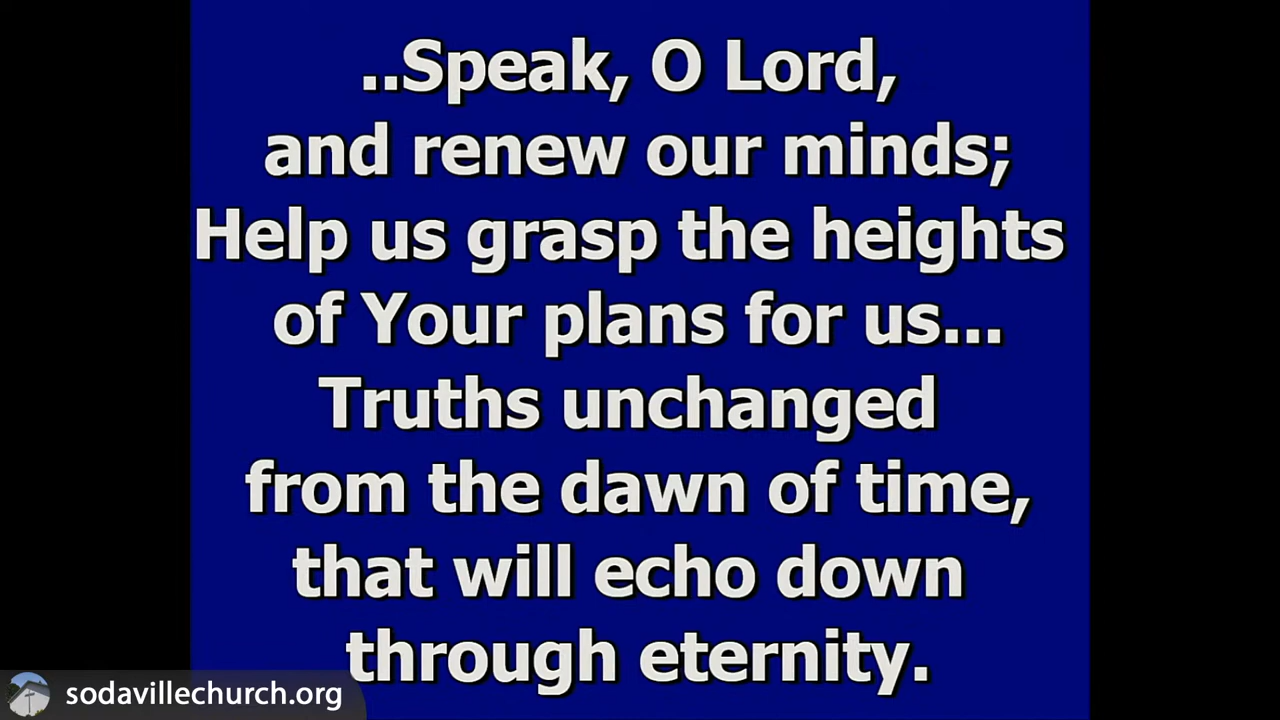 ..Speak, O Lord,
and renew our minds;
Help us grasp the heights
of Your plans for us...
Truths unchanged
from the dawn of time,
that will echo down
through eternity.
sodavillechurch.org